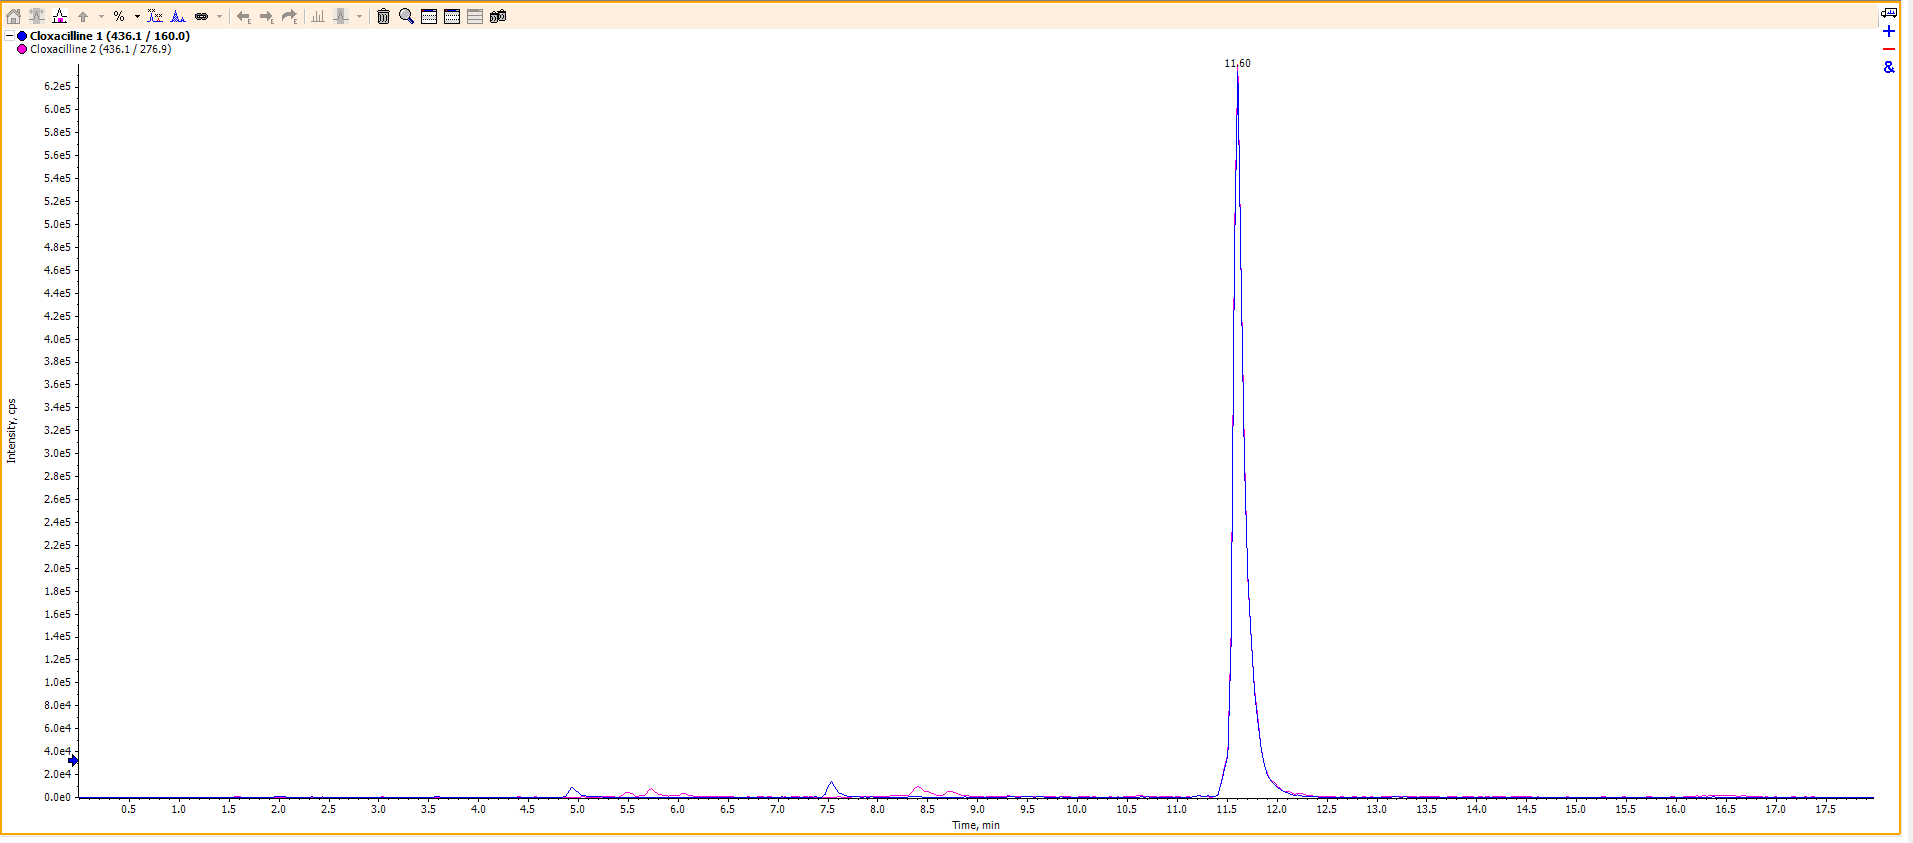 %
Cloxacilline 1 (436.1 / 160.0)
Cloxacilline 2 (436.1 / 276.9)
&
11.60
6.2e5
6.0e5
5.8e5
5.6e5
5.4e5
5.2e5
5.0e5
4.8e5
4.6e5
4.4e5
4.2e5
4.0e5
3.8e5
3.6e5
3.4e5
3.2e5
3.0e5
2.8e5
2.6e5
2.4e5
2.2e5
2.0e5
1.8e5
1.6e5
1.4e5
1.2e5
1.0e5
8.0e4
6.0e4
4.0e4
2.0e4
0.0e0
Intensity, cps
0.5 1.0 1.5 2.0 2.5 3.0 3.5 4.0 4.5 5.0 5.5 6.0 6.5 7.0 7.5 8.0 8.5 9.0 9.5 10.0 10.5 11.0 11.5 12.0 12.5 13.0 13.5 14.0 14.5 15.0 15.5 16.0 16.5 17.0 17.5
Time, min